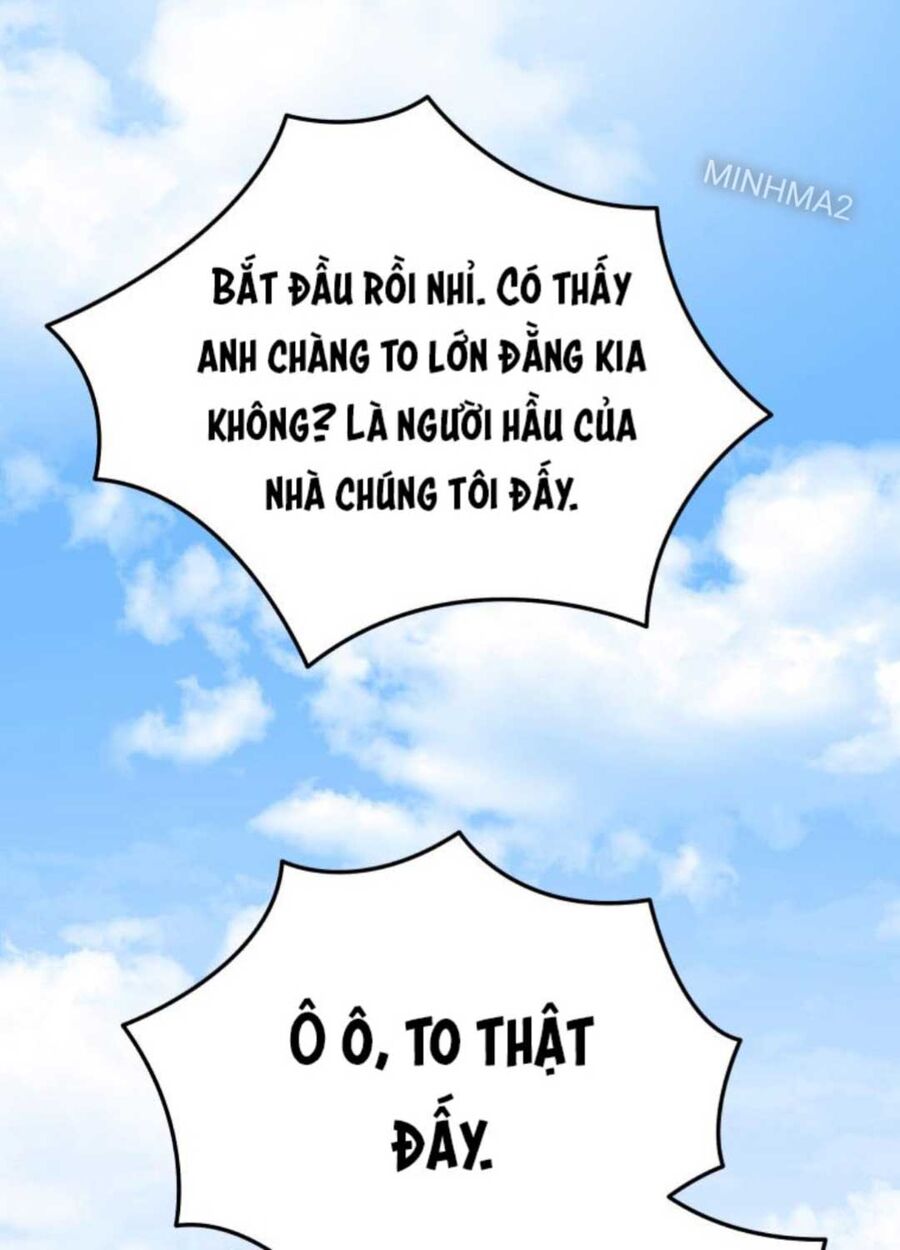 MINHMA2
BẮT ĐẦU RỒI NHỈ. CÓ THẤY
ANH CHÀNG TO LỚN ĐẰNG KIA
KHÔNG? LÀ NGƯỜI HẦU CỦA
NHÀ CHÚNG TÔI ĐẤY.
Ô Ô, TO THẬT
ĐẤY.